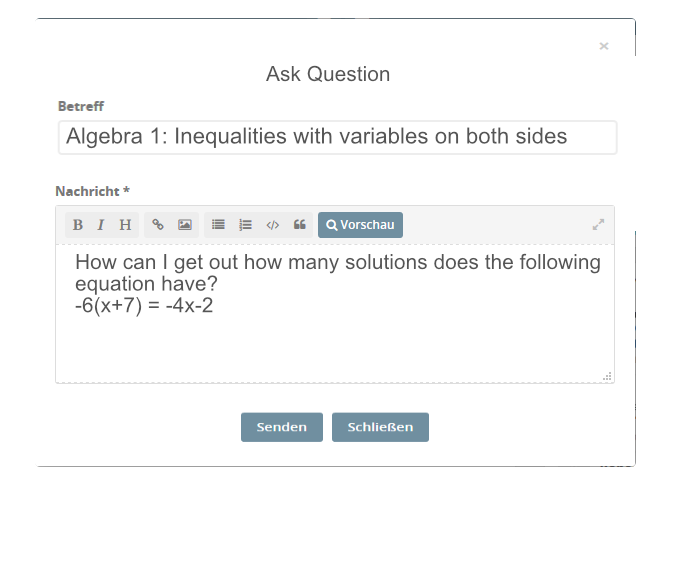 ×
Ask Question
Betreff
Algebra 1: Inequalities with variables on both sides
Nachricht *
B I H </> ❝ Vorschau
How can I get out how many solutions does the following
equation have?
-6(x+7) = -4x-2
Senden Schließen